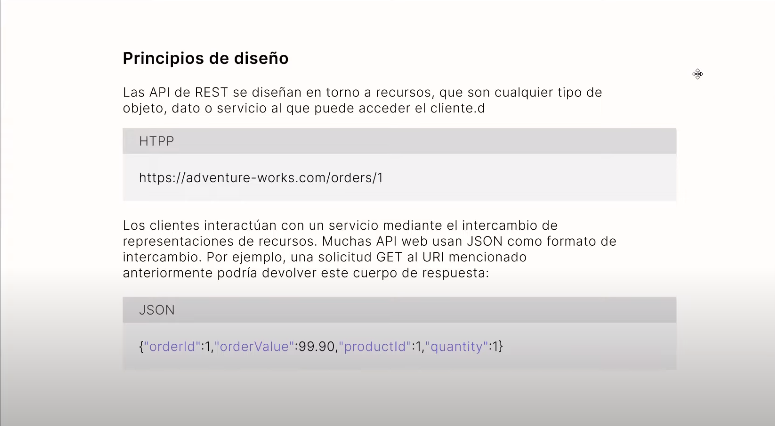 Principios de diseño
Las API de REST se diseñan en torno a recursos, que son cualquier tipo de
objeto, dato o servicio al que puede acceder el cliente.d
HTPP
https://adventure-works.com/orders/1
Los clientes interactúan con un servicio mediante el intercambio de
representaciones de recursos. Muchas API web usan JSON como formato de
intercambio. Por ejemplo, una solicitud GET al URI mencionado
anteriormente podría devolver este cuerpo de respuesta:
JSON
{"orderId":1,"orderValue":99.90,"productId":1,"quantity":1}